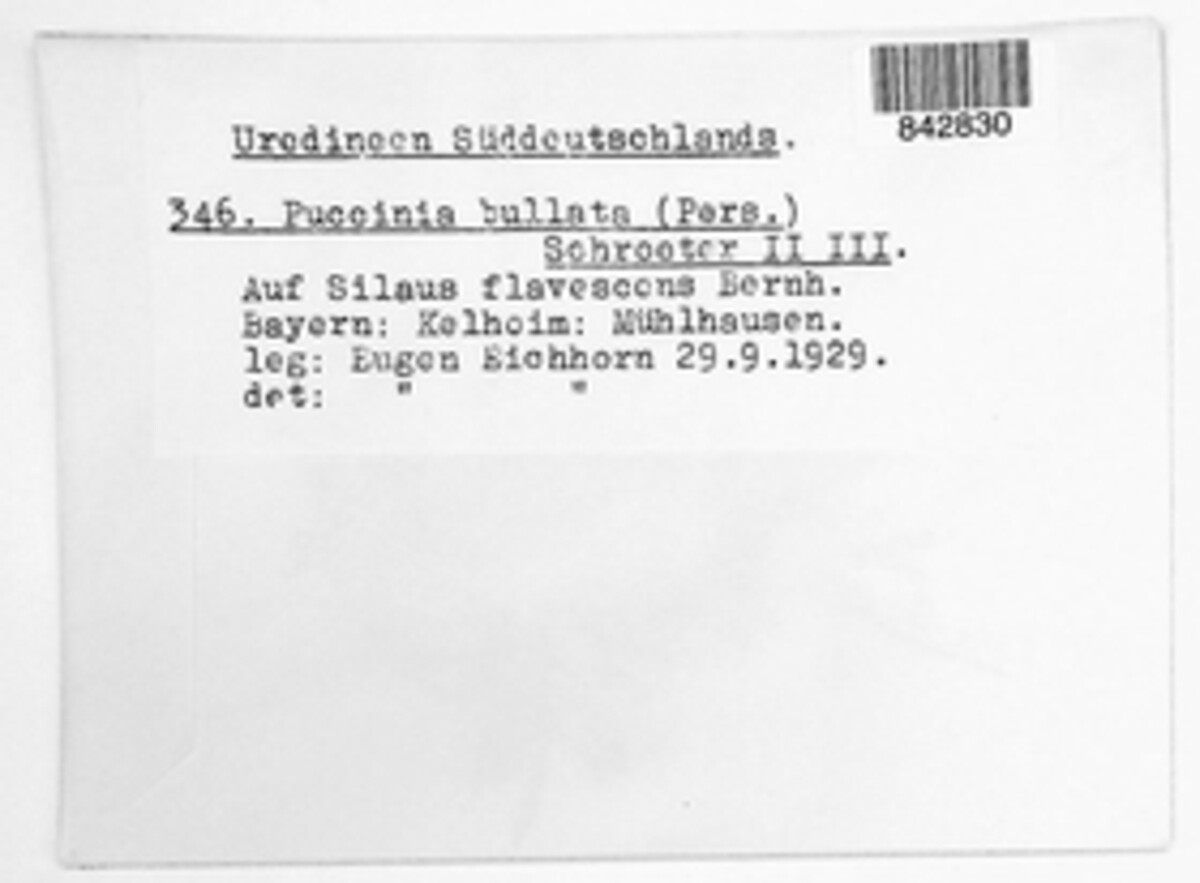 842830
Uredineen Süddeutschlands.
346. Puccinia bullata (Pers.)
Schroeter II III.
Auf Silaus flavescens Bernh.
Bayern: Kelheim: Mühlhausen.
leg: Eugen Eichhorn 29.9.1929.
det: " "